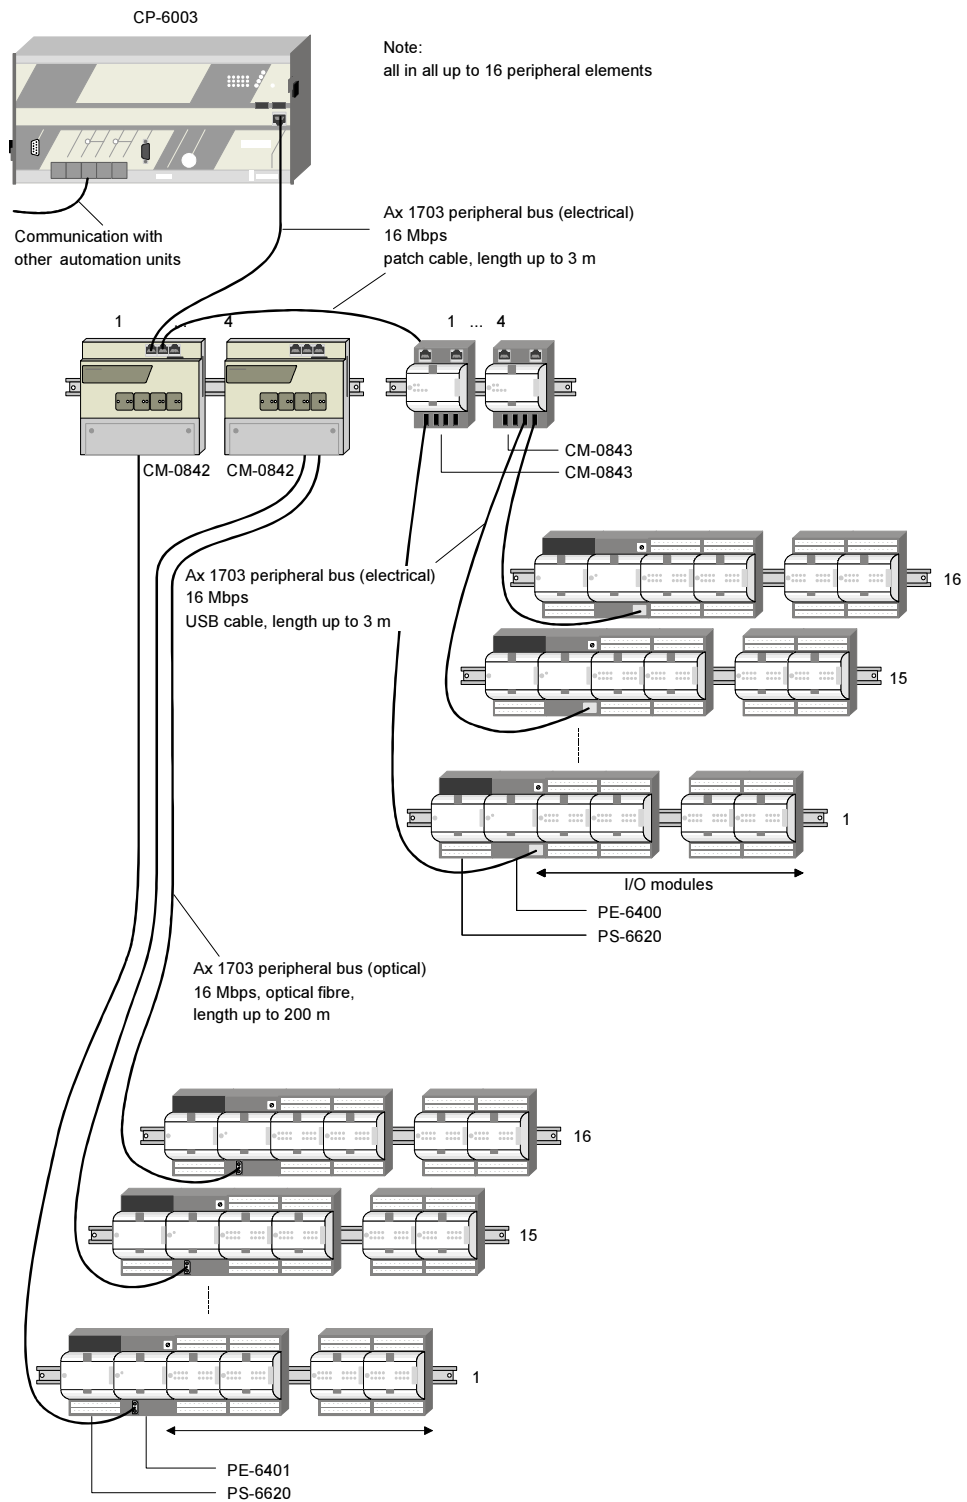 CP-6003
Note:
all in all up to 16 peripheral elements
Communication with
other automation units
Ax 1703 peripheral bus (electrical)
16 Mbps
patch cable, length up to 3 m
1 ... 4
1 ... 4
CM-0842 CM-0842
CM-0843
CM-0843
Ax 1703 peripheral bus (electrical)
16 Mbps
USB cable, length up to 3 m
16
15
1
I/O modules
PE-6400
PS-6620
Ax 1703 peripheral bus (optical)
16 Mbps, optical fibre,
length up to 200 m
16
15
1
PE-6401
PS-6620